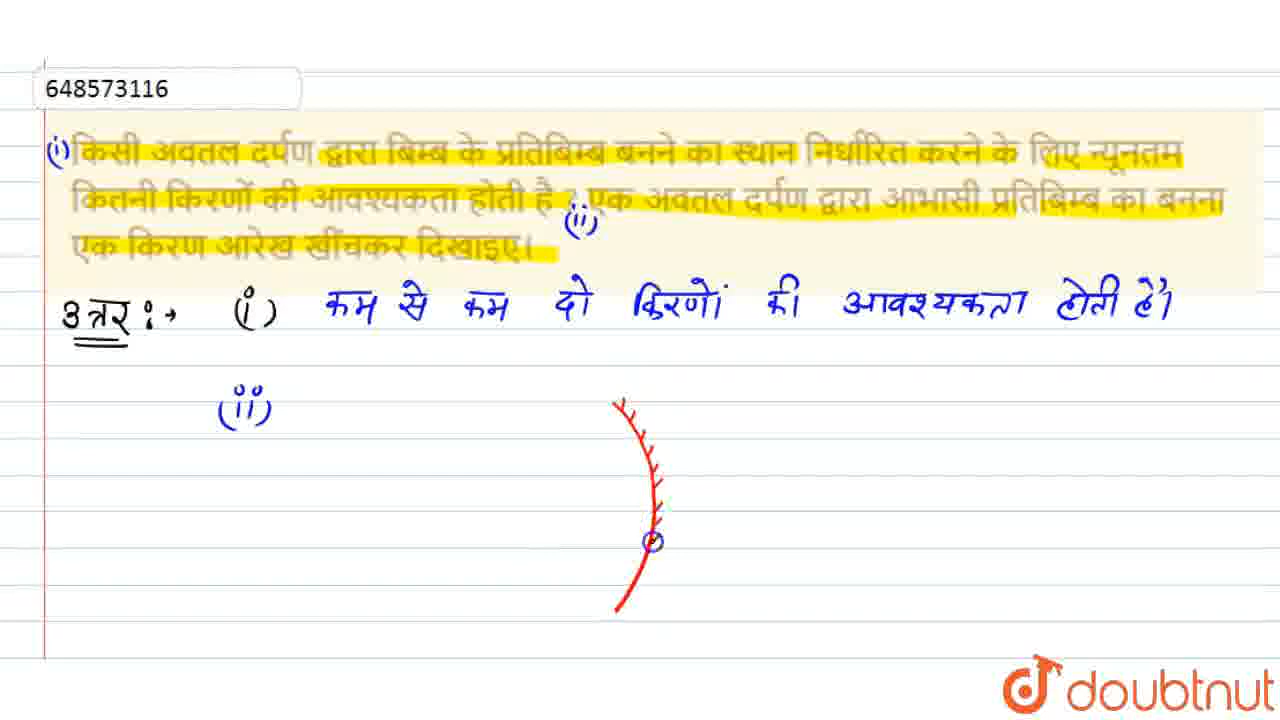 648573116
(i) किसी अवतल दर्पण द्वारा बिम्ब के प्रतिबिम्ब बनने का स्थान निर्धारित करने के लिए न्यूनतम
कितनी किरणों की आवश्यकता होती है ? एक अवतल दर्पण द्वारा आभासी प्रतिबिम्ब का बनना
(ii)
एक किरण आरेख खींचकर दिखाइए।
उत्तर :→ (i) कम से कम दो किरणों की आवश्यकता होती है।
(ii)
doubtnut